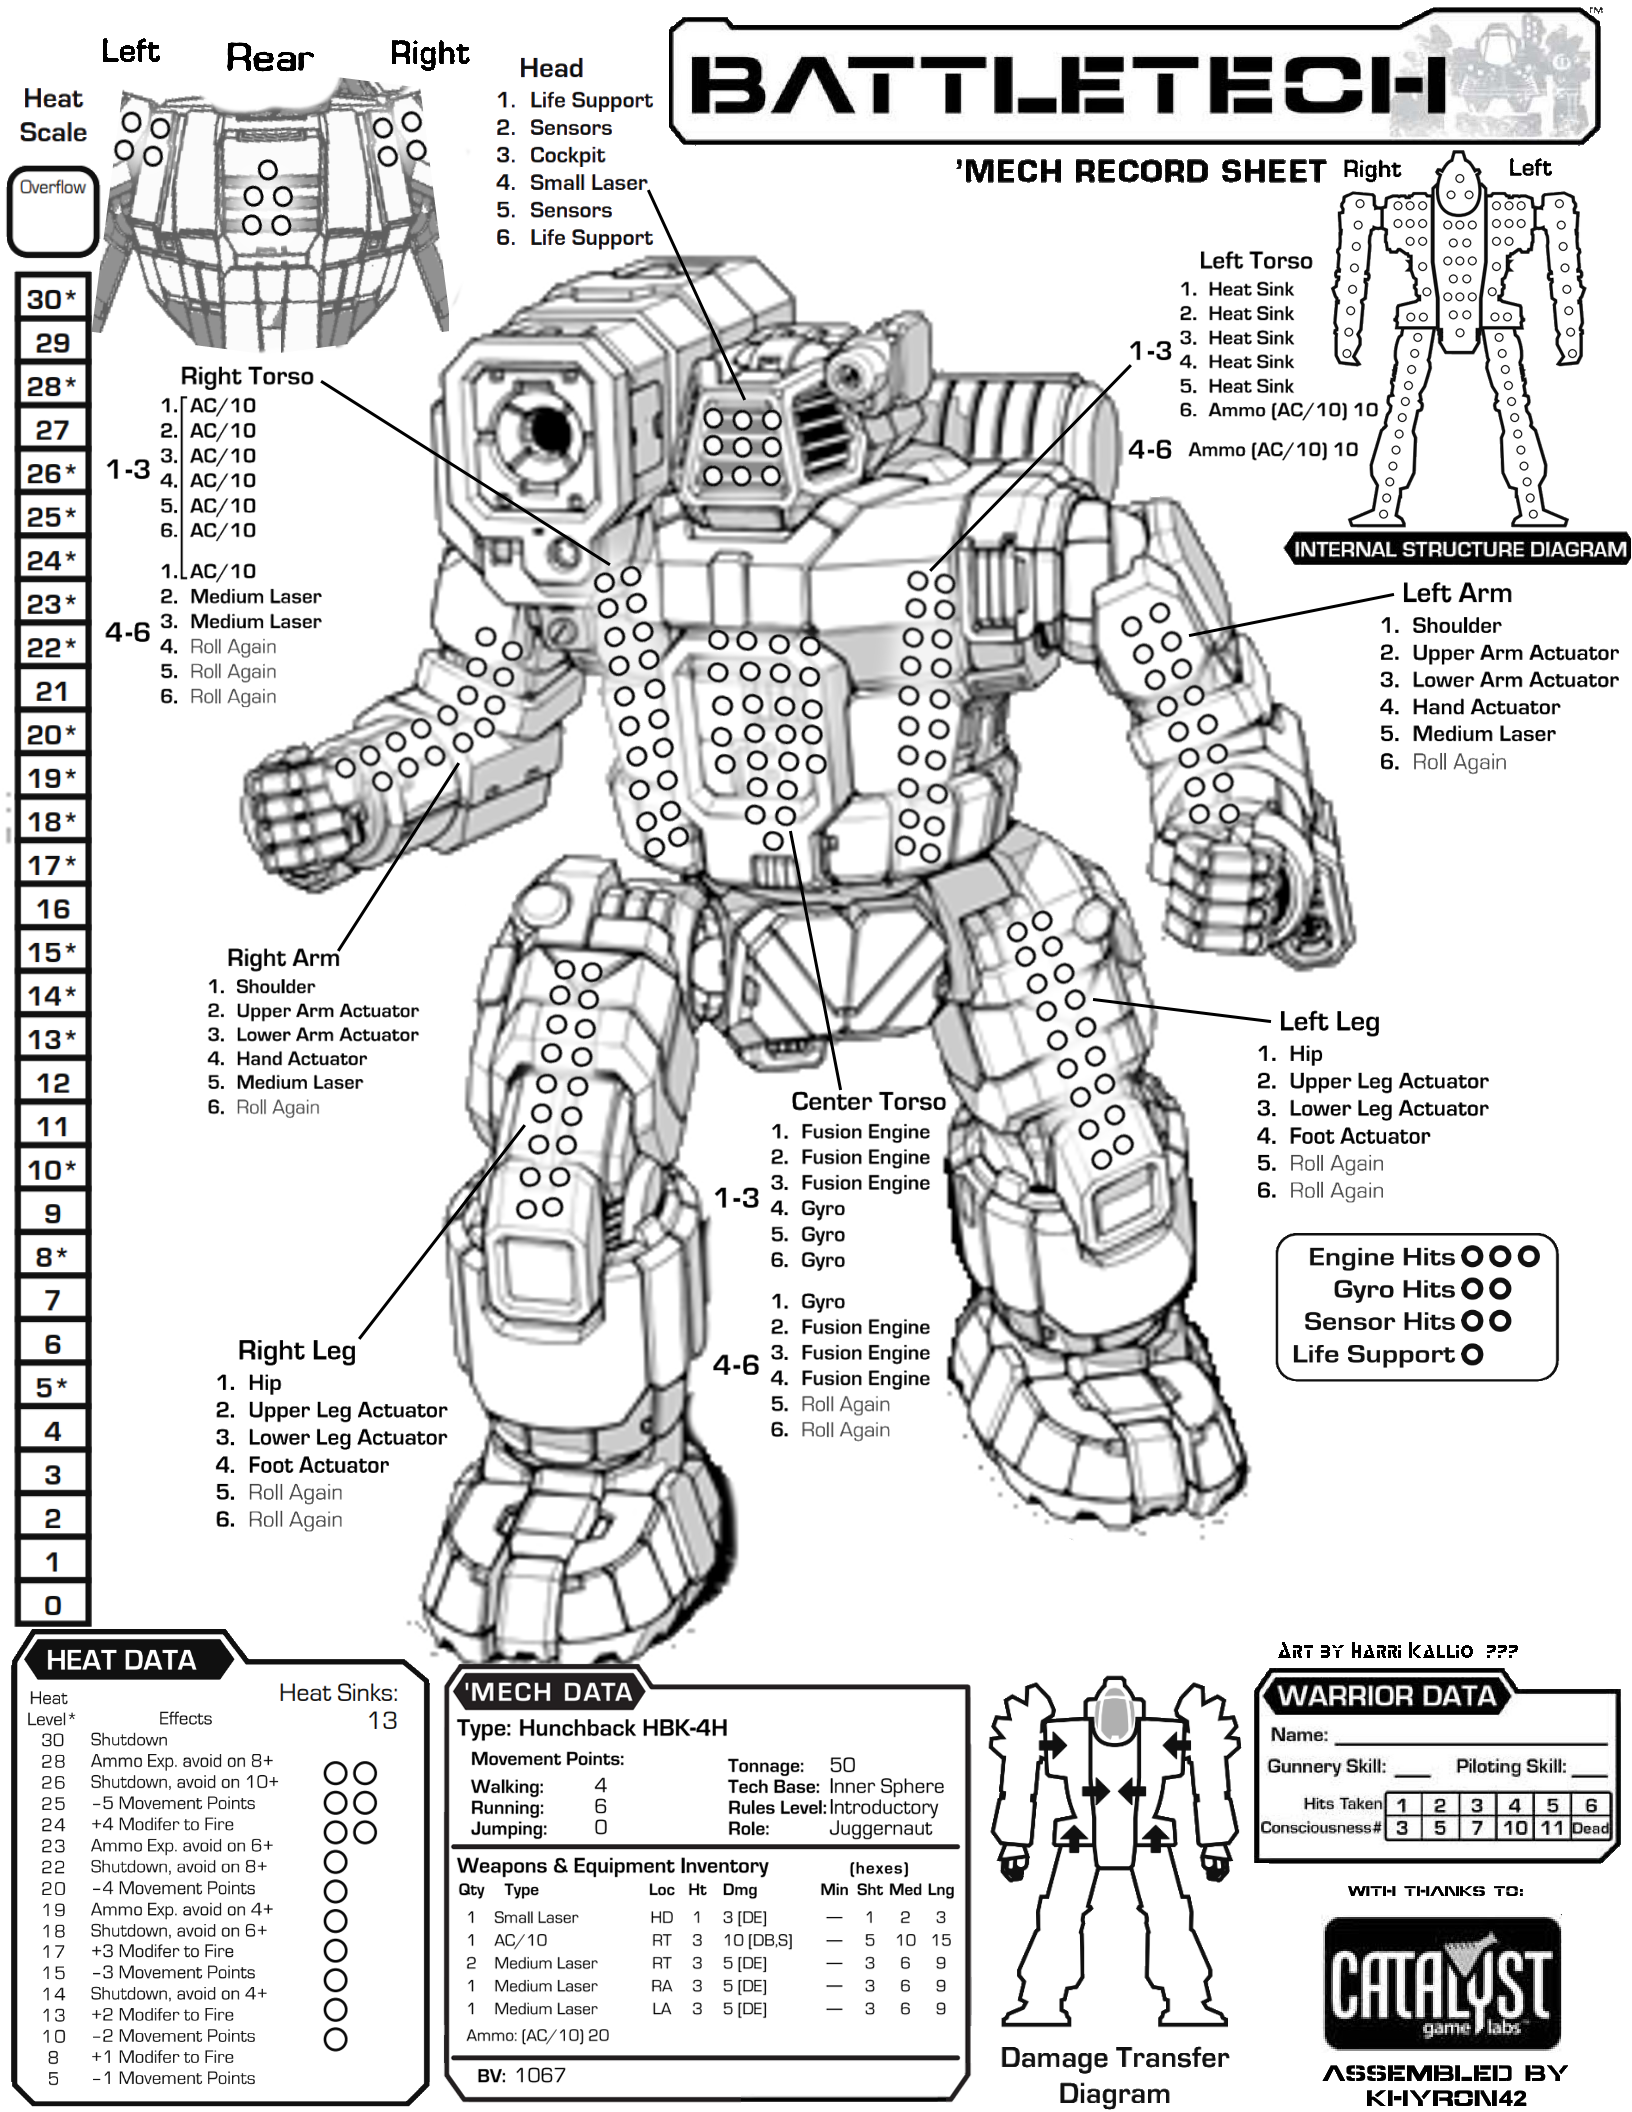 BATTLETECH
™
'MECH RECORD SHEET
Left Rear Right
Heat
Scale
Overflow
30*
29
28*
27
26*
25*
24*
23*
22*
21
20*
19*
18*
17*
16
15*
14*
13*
12
11
10*
9
8*
7
6
5*
4
3
2
1
0
Head
1. Life Support
2. Sensors
3. Cockpit
4. Small Laser
5. Sensors
6. Life Support
Right Left
INTERNAL STRUCTURE DIAGRAM
Left Torso
1-3
1. Heat Sink
2. Heat Sink
3. Heat Sink
4. Heat Sink
5. Heat Sink
6. Ammo (AC/10) 10
4-6 Ammo (AC/10) 10
Right Torso
1-3
1. AC/10
2. AC/10
3. AC/10
4. AC/10
5. AC/10
6. AC/10
4-6
1. AC/10
2. Medium Laser
3. Medium Laser
4. Roll Again
5. Roll Again
6. Roll Again
Left Arm
1. Shoulder
2. Upper Arm Actuator
3. Lower Arm Actuator
4. Hand Actuator
5. Medium Laser
6. Roll Again
Right Arm
1. Shoulder
2. Upper Arm Actuator
3. Lower Arm Actuator
4. Hand Actuator
5. Medium Laser
6. Roll Again
Left Leg
1. Hip
2. Upper Leg Actuator
3. Lower Leg Actuator
4. Foot Actuator
5. Roll Again
6. Roll Again
Center Torso
1-3
1. Fusion Engine
2. Fusion Engine
3. Fusion Engine
4. Gyro
5. Gyro
6. Gyro
4-6
1. Gyro
2. Fusion Engine
3. Fusion Engine
4. Fusion Engine
5. Roll Again
6. Roll Again
Engine Hits
Gyro Hits
Sensor Hits
Life Support
Right Leg
1. Hip
2. Upper Leg Actuator
3. Lower Leg Actuator
4. Foot Actuator
5. Roll Again
6. Roll Again
HEAT DATA
Heat Sinks:
13
Heat
Level* Effects
30 Shutdown
28 Ammo Exp. avoid on 8+
26 Shutdown, avoid on 10+
25 –5 Movement Points
24 +4 Modifer to Fire
23 Ammo Exp. avoid on 6+
22 Shutdown, avoid on 8+
20 –4 Movement Points
19 Ammo Exp. avoid on 4+
18 Shutdown, avoid on 6+
17 +3 Modifer to Fire
15 –3 Movement Points
14 Shutdown, avoid on 4+
13 +2 Modifer to Fire
10 –2 Movement Points
8 +1 Modifer to Fire
5 –1 Movement Points
'MECH DATA
Type: Hunchback HBK-4H
Movement Points:
Walking: 4
Running: 6
Jumping: 0
Tonnage: 50
Tech Base: Inner Sphere
Rules Level: Introductory
Role: Juggernaut
Weapons & Equipment Inventory (hexes)
Qty Type Loc Ht Dmg Min Sht Med Lng
1 Small Laser HD 1 3 [DE] — 1 2 3
1 AC/10 RT 3 10 [DB,S] — 5 10 15
2 Medium Laser RT 3 5 [DE] — 3 6 9
1 Medium Laser RA 3 5 [DE] — 3 6 9
1 Medium Laser LA 3 5 [DE] — 3 6 9
Ammo: (AC/10) 20
BV: 1067
Damage Transfer
Diagram
ART BY HARRI KALLIO ???
WARRIOR DATA
Name:
Gunnery Skill: Piloting Skill:
Hits Taken 1 2 3 4 5 6
Consciousness# 3 5 7 10 11 Dead
WITH THANKS TO:
CATALYST
game labs™
ASSEMBLED BY
KHYRON42